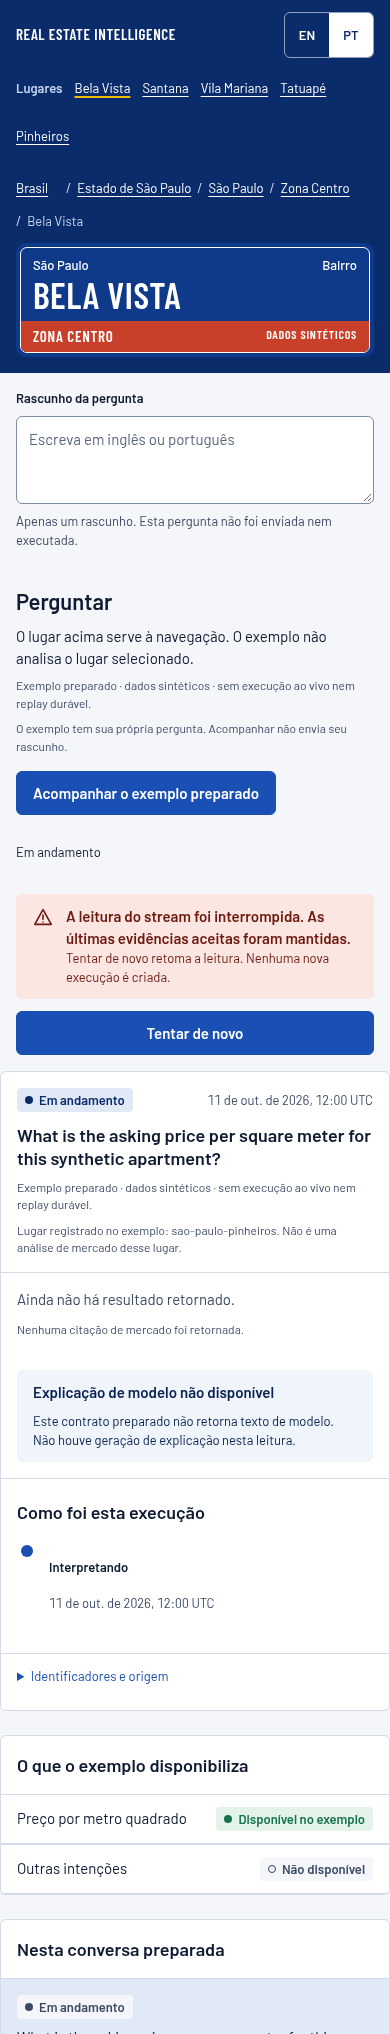 REAL ESTATE INTELLIGENCE
EN PT
Lugares Bela Vista Santana Vila Mariana Tatuapé
Pinheiros
Brasil / Estado de São Paulo / São Paulo / Zona Centro
/ Bela Vista
São Paulo Bairro
BELA VISTA
ZONA CENTRO DADOS SINTÉTICOS
Rascunho da pergunta
Escreva em inglês ou português
Apenas um rascunho. Esta pergunta não foi enviada nem
executada.
Perguntar
O lugar acima serve à navegação. O exemplo não
analisa o lugar selecionado.
Exemplo preparado · dados sintéticos · sem execução ao vivo nem
replay durável.
O exemplo tem sua própria pergunta. Acompanhar não envia seu
rascunho.
Acompanhar o exemplo preparado
Em andamento
A leitura do stream foi interrompida. As
últimas evidências aceitas foram mantidas.
Tentar de novo retoma a leitura. Nenhuma nova
execução é criada.
Tentar de novo
Em andamento 11 de out. de 2026, 12:00 UTC
What is the asking price per square meter for
this synthetic apartment?
Exemplo preparado · dados sintéticos · sem execução ao vivo nem
replay durável.
Lugar registrado no exemplo: sao-paulo-pinheiros. Não é uma
análise de mercado desse lugar.
Ainda não há resultado retornado.
Nenhuma citação de mercado foi retornada.
Explicação de modelo não disponível
Este contrato preparado não retorna texto de modelo.
Não houve geração de explicação nesta leitura.
Como foi esta execução
Interpretando
11 de out. de 2026, 12:00 UTC
Identificadores e origem
O que o exemplo disponibiliza
Preço por metro quadrado Disponível no exemplo
Outras intenções Não disponível
Nesta conversa preparada
Em andamento